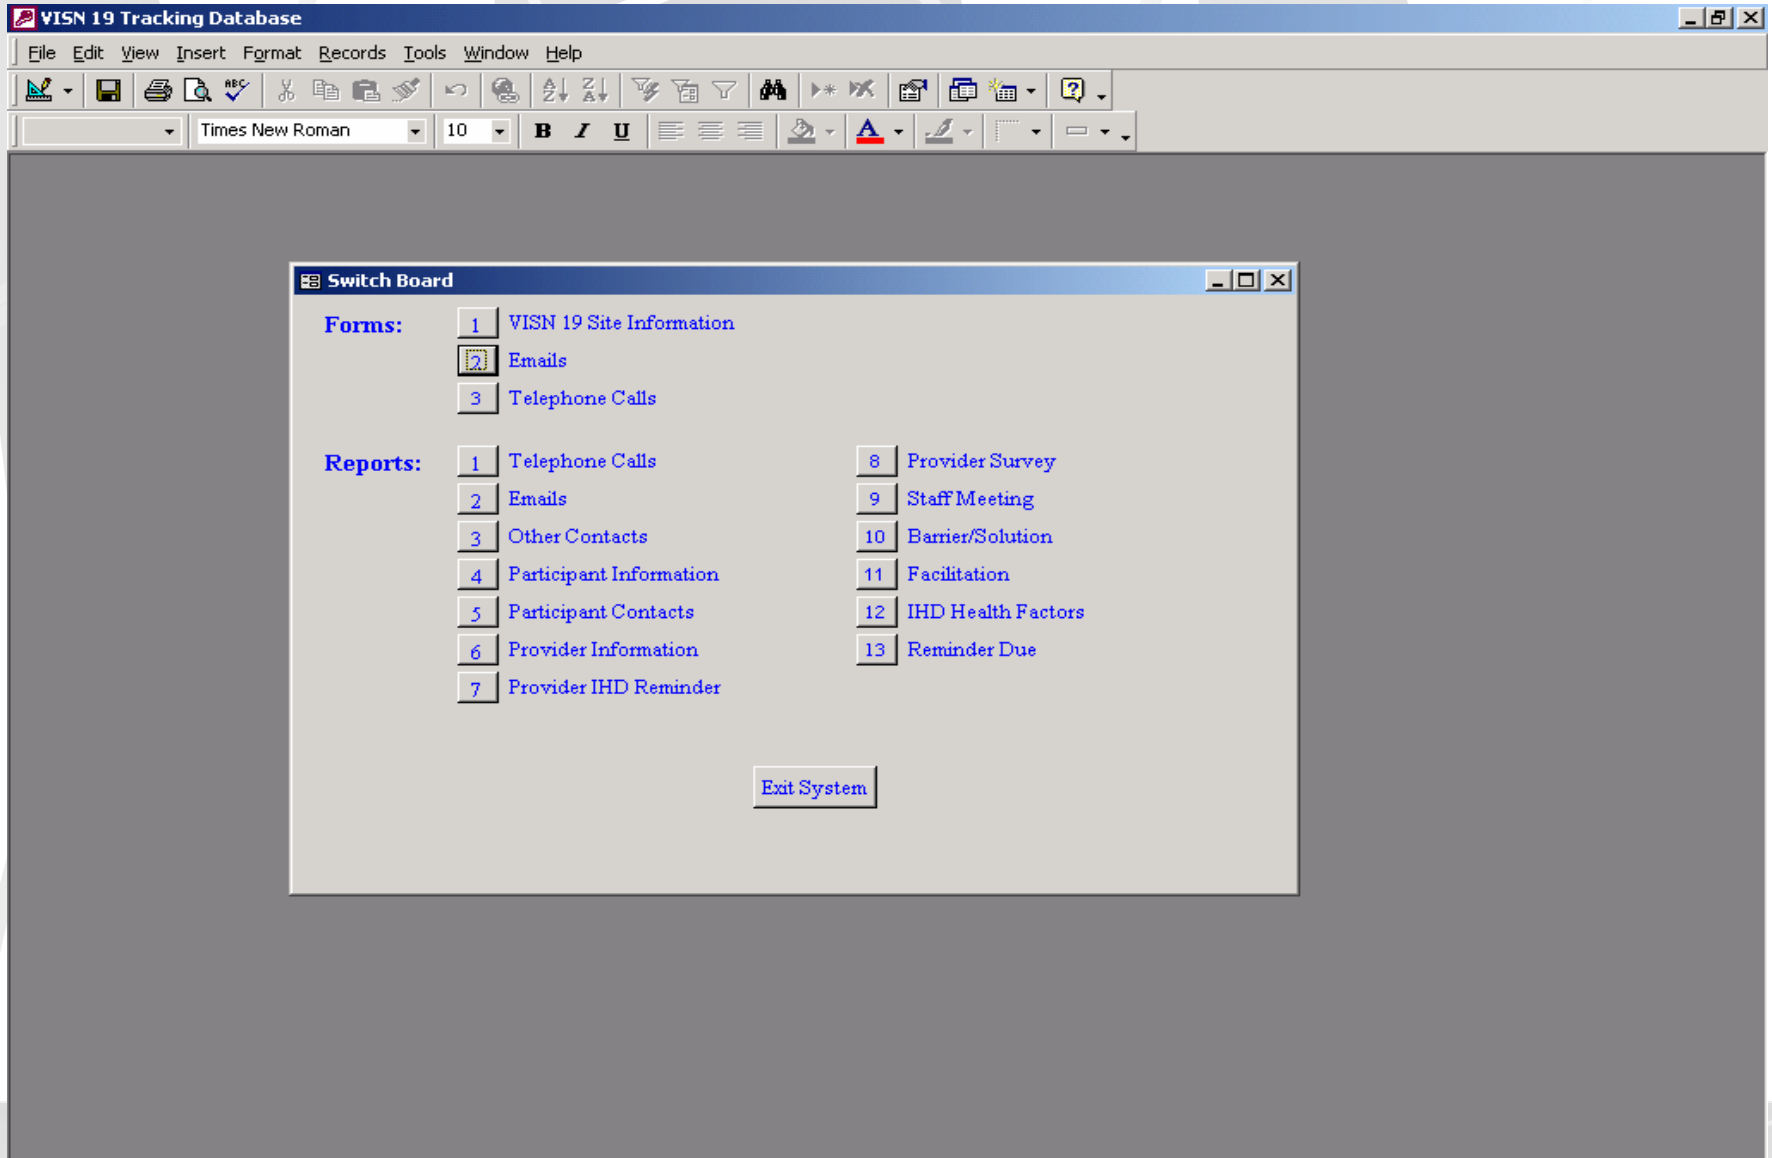 VISN 19 Tracking Database
File Edit View Insert Format Records Tools Window Help
ABC A Z Z A ?
Times New Roman 10 B I U A
Switch Board
Forms: 1 VISN 19 Site Information
2 Emails
3 Telephone Calls
Reports: 1 Telephone Calls 8 Provider Survey
2 Emails 9 Staff Meeting
3 Other Contacts 10 Barrier/Solution
4 Participant Information 11 Facilitation
5 Participant Contacts 12 IHD Health Factors
6 Provider Information 13 Reminder Due
7 Provider IHD Reminder
Exit System